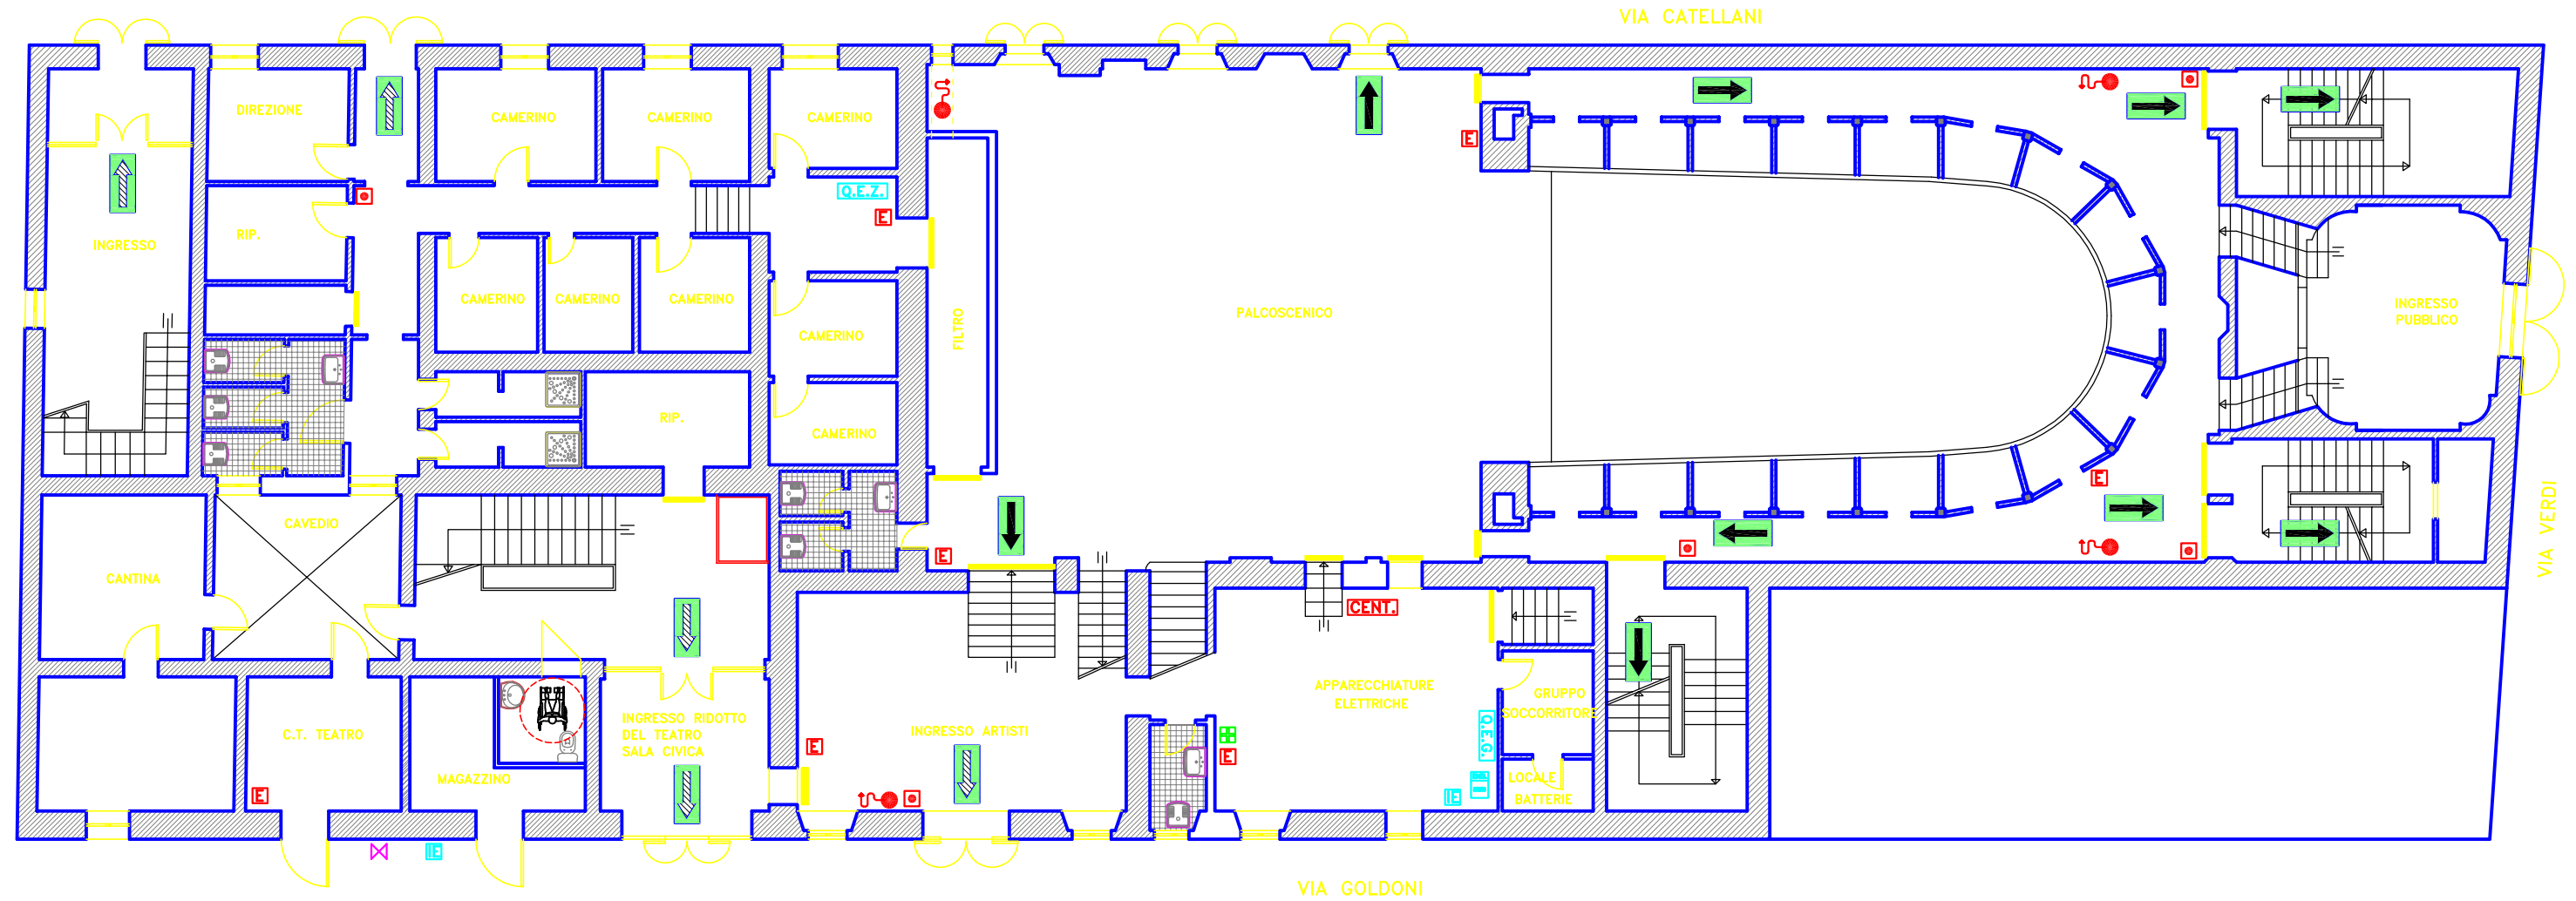 VIA CATELLANI
DIREZIONE
CAMERINO
CAMERINO
CAMERINO
E
Q.E.Z.
E
RIP.
INGRESSO
CAMERINO
CAMERINO
CAMERINO
CAMERINO
FILTRO
PALCOSCENICO
INGRESSO
PUBBLICO
RIP.
CAMERINO
E
VIA VERDI
CAVEDIO
CANTINA
E
CENT.
APPARECCHIATURE
ELETTRICHE
GRUPPO
SOCCORRITORE
Q.E.G.
INGRESSO RIDOTTO
DEL TEATRO
SALA CIVICA
C.T. TEATRO
INGRESSO ARTISTI
E
E
MAGAZZINO
LOCALE
BATTERIE
E
IE
IE
VIA GOLDONI